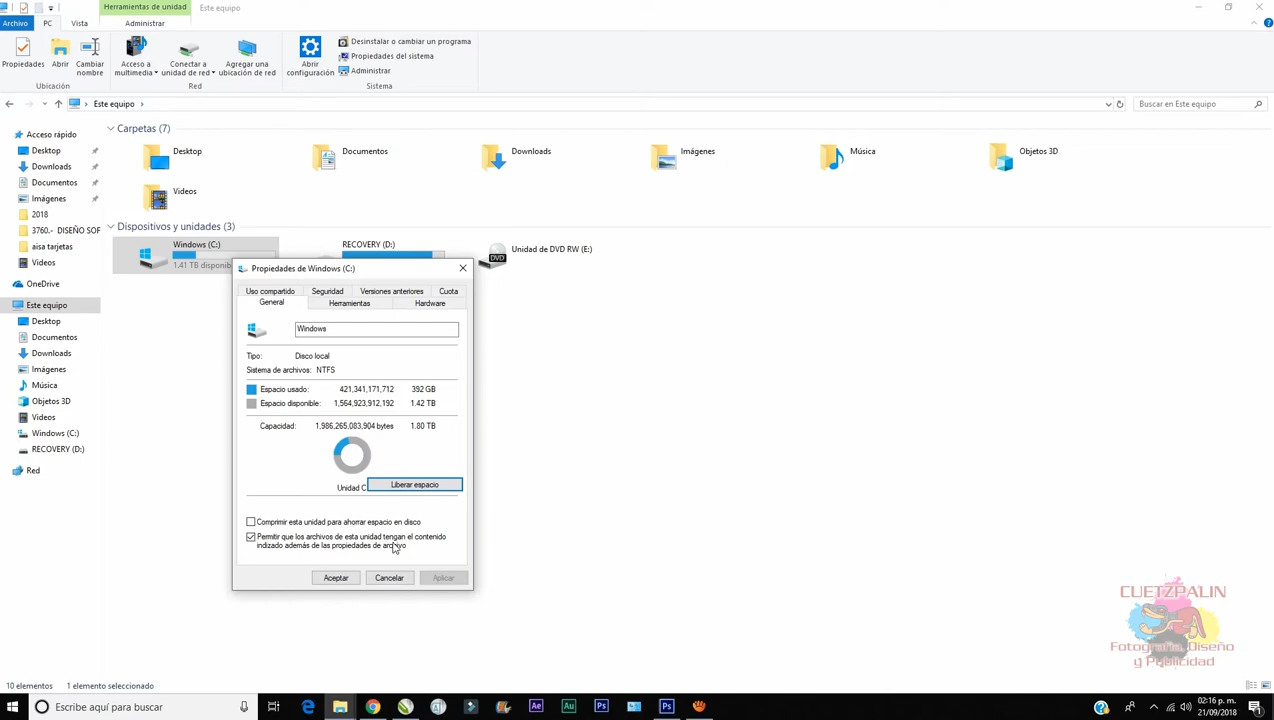 Herramientas de unidad
Este equipo
Archivo
PC
Vista
Administrar
Propiedades
Abrir
Cambiar
nombre
Ubicación
Acceso a
multimedia
Conectar a
unidad de red
Agregar una
ubicación de red
Red
Abrir
configuración
Desinstalar o cambiar un programa
Propiedades del sistema
Administrar
Sistema
Este equipo
Buscar en Este equipo
Acceso rápido
Desktop
Downloads
Documentos
Imágenes
2018
3760.- DISEÑO SOF
aisa tarjetas
Videos
OneDrive
Este equipo
Desktop
Documentos
Downloads
Imágenes
Música
Objetos 3D
Videos
Windows (C:)
RECOVERY (D:)
Red
Carpetas (7)
Desktop
Documentos
Downloads
Imágenes
Música
Objetos 3D
Videos
Dispositivos y unidades (3)
Windows (C:)
1.41 TB disponib
RECOVERY (D:)
Unidad de DVD RW (E:)
DVD
Propiedades de Windows (C:)
Uso compartido
Seguridad
Versiones anteriores
Cuota
General
Herramientas
Hardware
Windows
Tipo: Disco local
Sistema de archivos: NTFS
Espacio usado: 421,341,171,712 392 GB
Espacio disponible: 1,564,923,912,192 1.42 TB
Capacidad: 1,986,265,083,904 bytes 1.80 TB
Unidad C
Liberar espacio
Comprimir esta unidad para ahorrar espacio en disco
Permitir que los archivos de esta unidad tengan el contenido
indizado además de las propiedades de archivo
Aceptar
Cancelar
Aplicar
CUETZPALIN
Fotografía, Diseño
y Publicidad
10 elementos
1 elemento seleccionado
Escribe aquí para buscar
Ae
Au
Ps
Ps
02:16 p. m.
21/09/2018